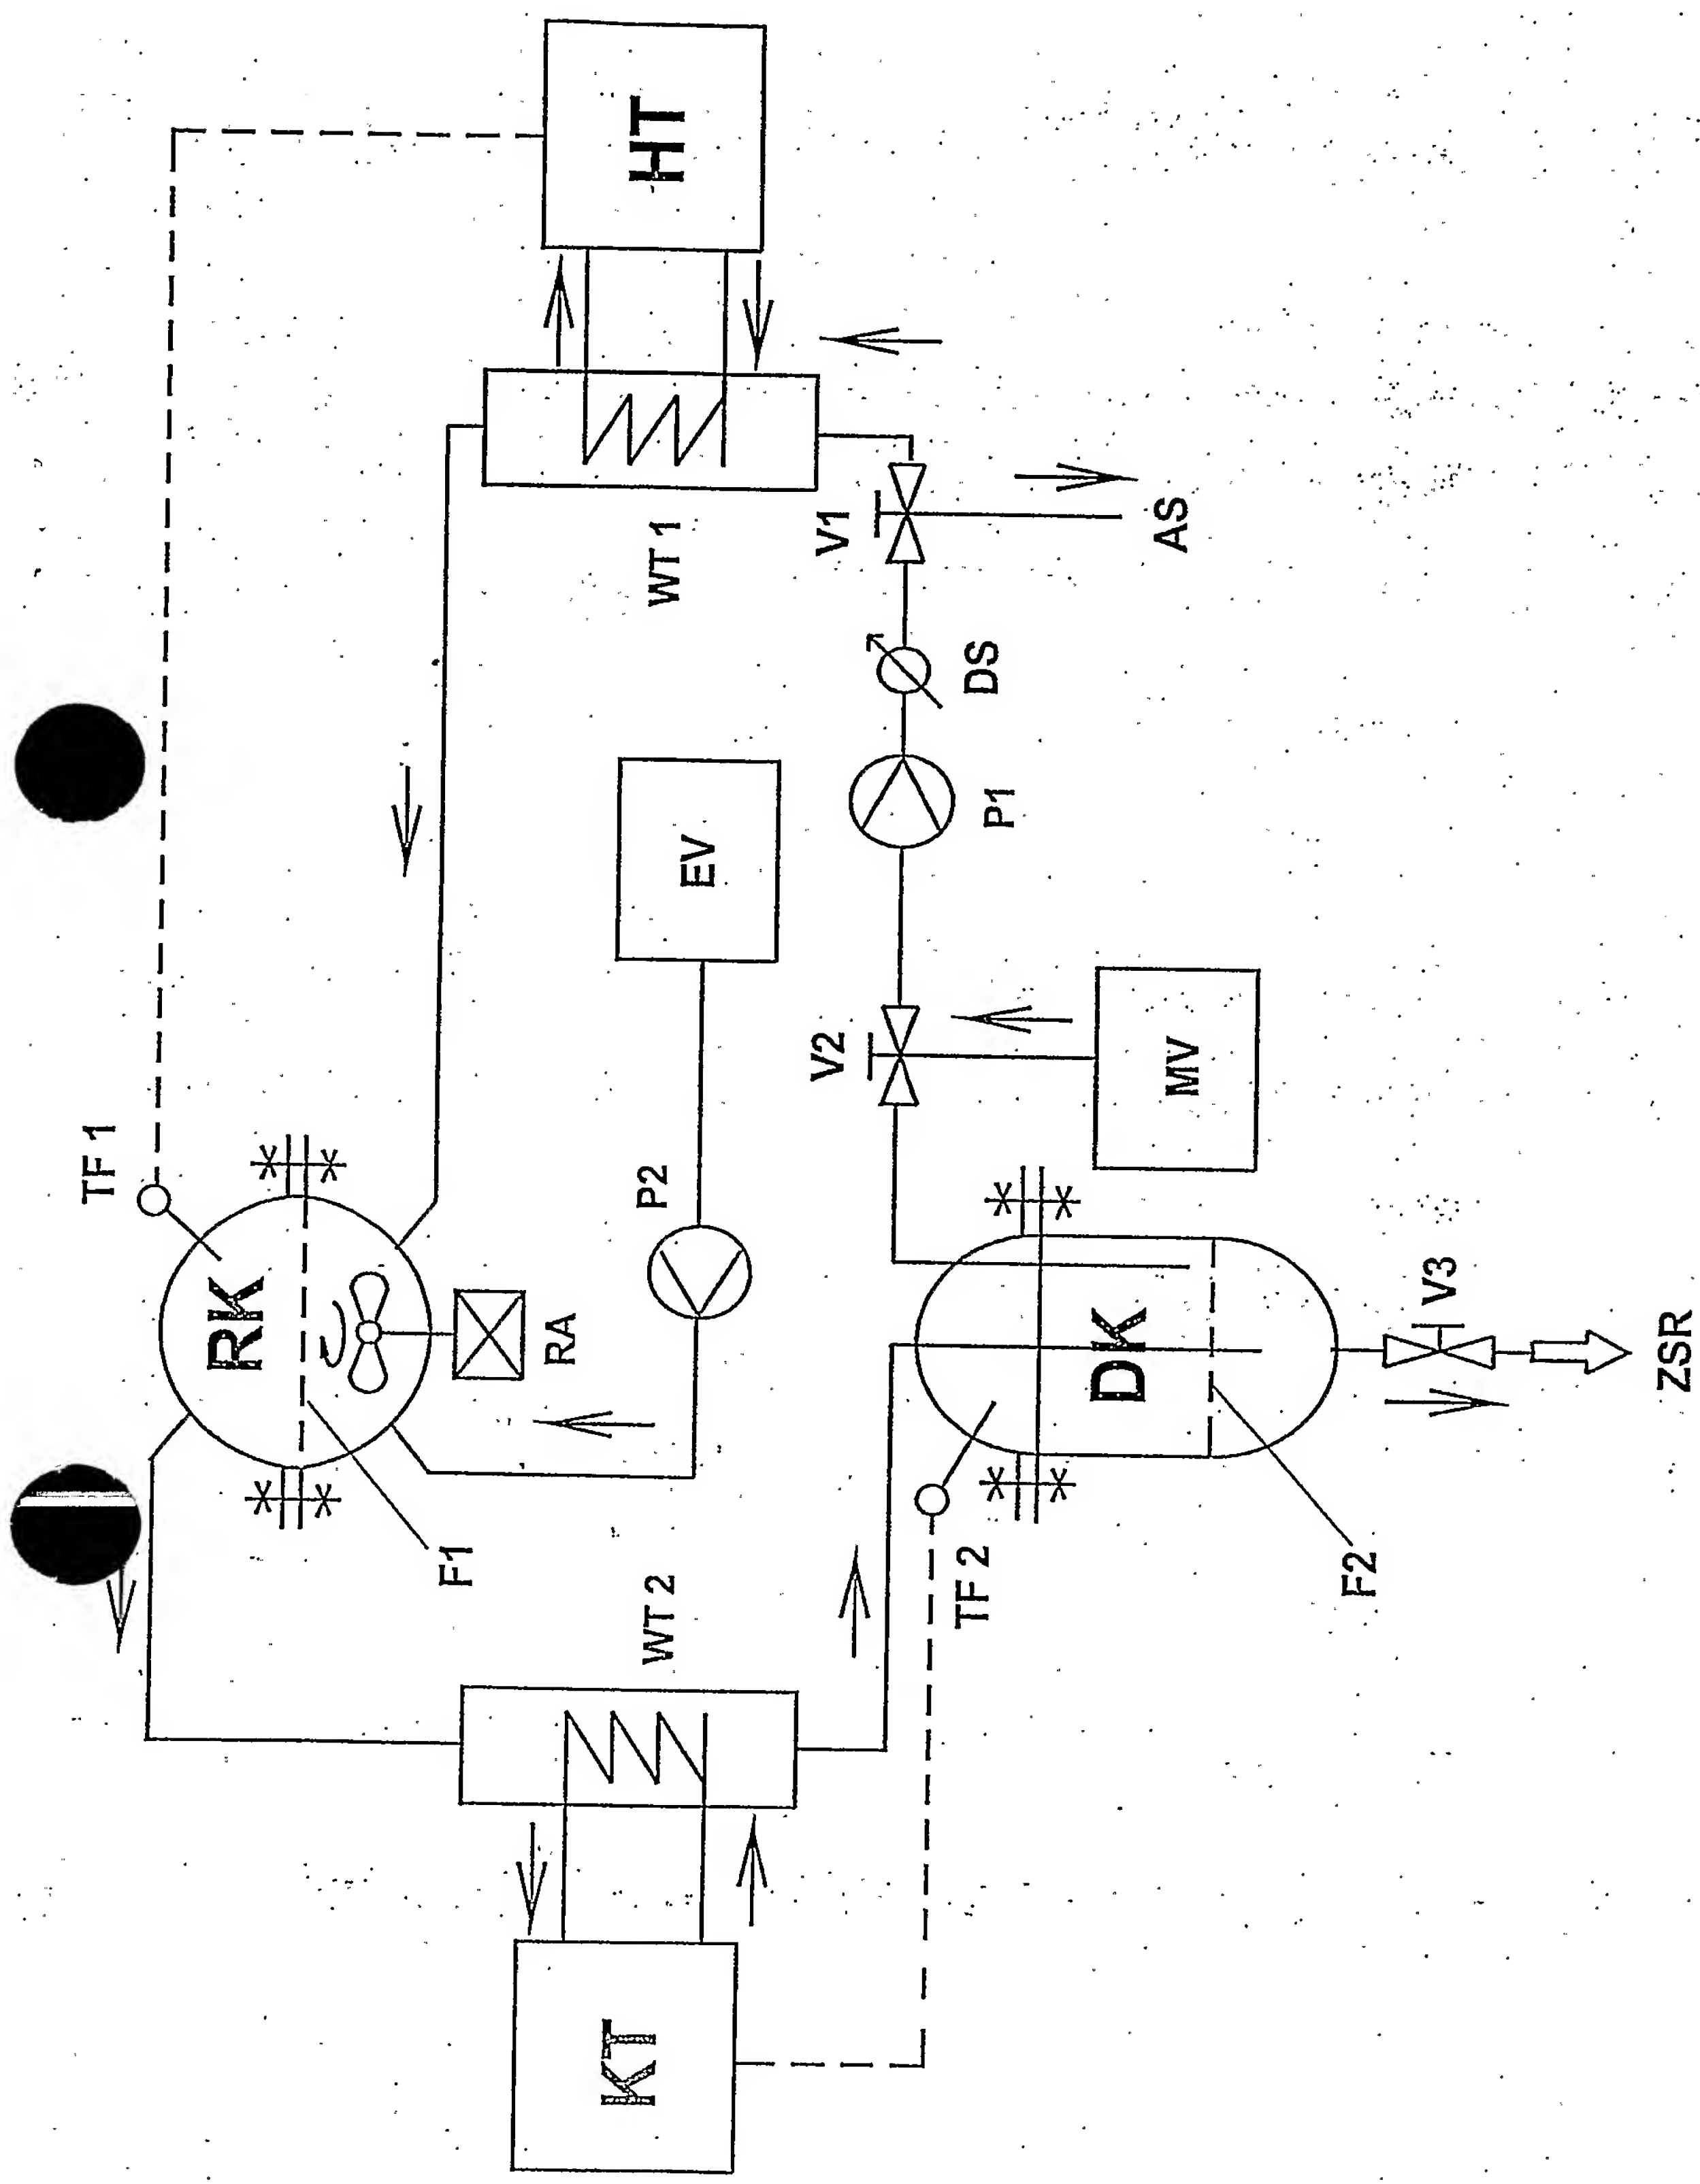 HT
TF 1
RK
WT 1
EV
V1
AS
DS
P1
P2
RA
V2
MV
F1
WT 2
DK
TF 2
V3
F2
ZSR
KT